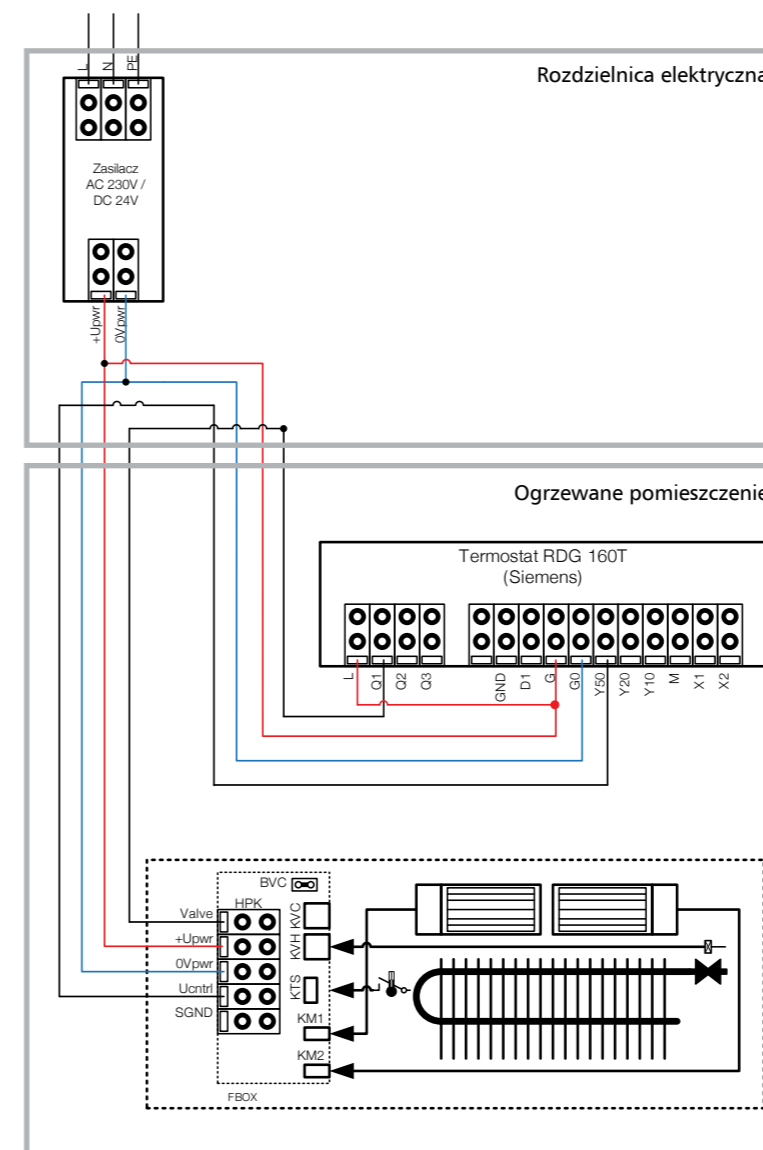 L
N
PE
Rozdzielnica elektryczna
Zasilacz
AC 230V /
DC 24V
+Upwr
0Vpwr
Ogrzewane pomieszczenie
Termostat RDG 160T
(Siemens)
L
Q1
Q2
Q3
GND
D1
G
G0
Y50
Y20
Y10
M
X1
X2
BVC
HPK
Valve
+Upwr
0Vpwr
Ucntrl
SGND
KVC
KVH
KTS
KM1
KM2
FBOX